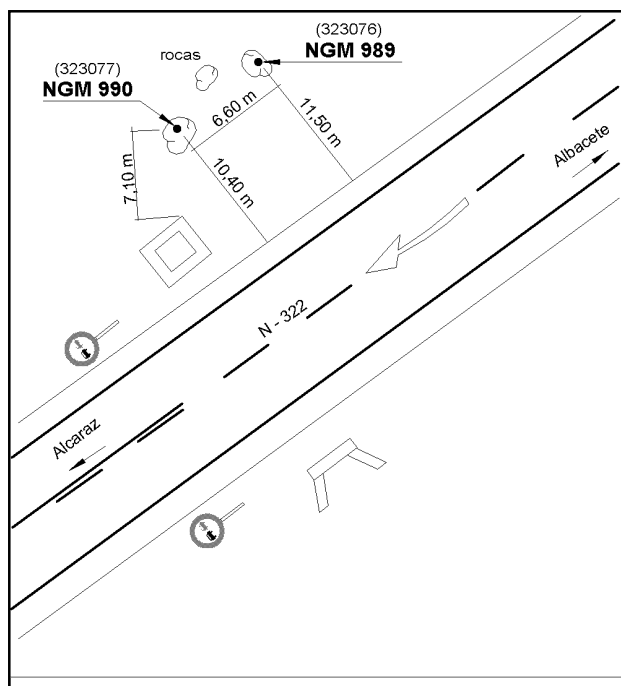 (323076)
NGM 989
rocas
(323077)
NGM 990
6,60 m
11,50 m
7,10 m
10,40 m
Albacete
N - 322
Alcaraz